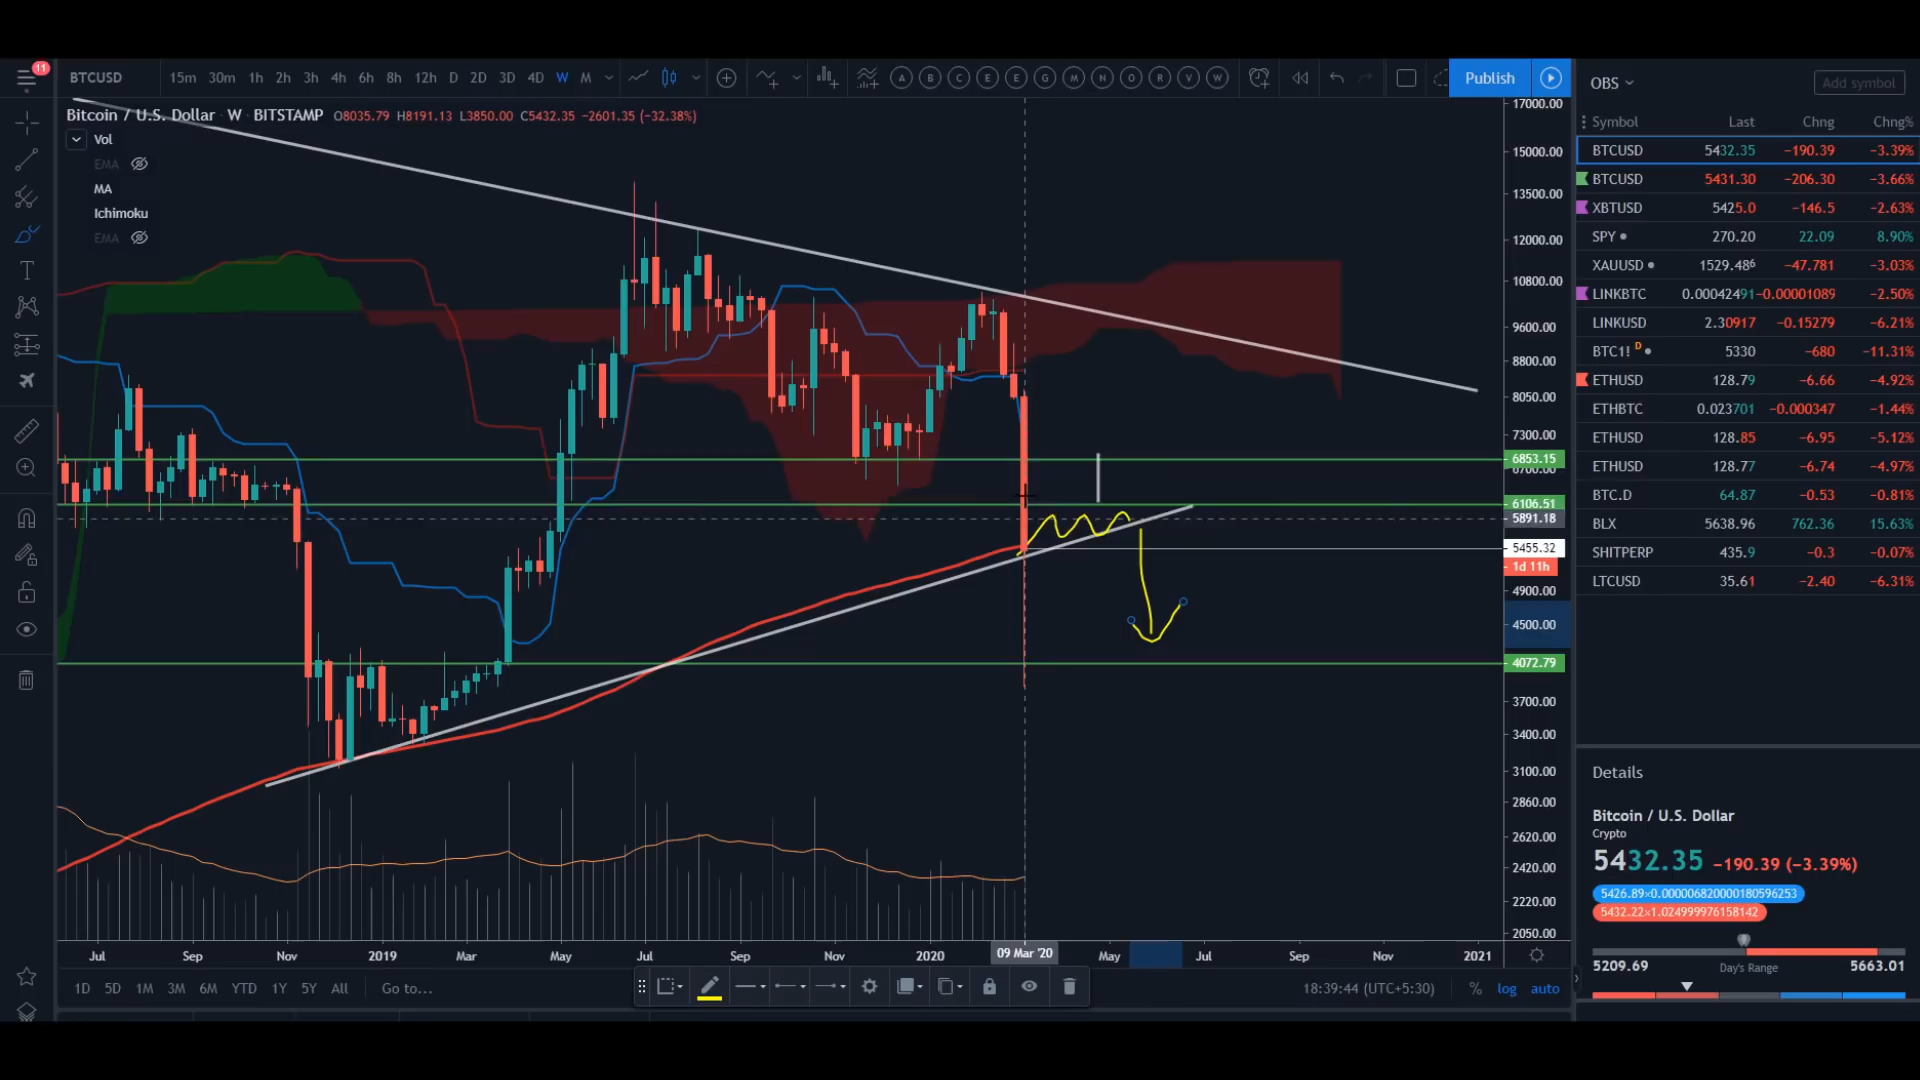 11
BTCUSD 15m 30m 1h 2h 3h 4h 6h 8h 12h D 2D 3D 4D W M A B C E E G M N O R V W Publish
Bitcoin / U.S. Dollar · W · BITSTAMP O8035.79 H8191.13 L3850.00 C5432.35 −2601.35 (−32.38%)
Vol
EMA
MA
Ichimoku
EMA
17000.00
15000.00
13500.00
12000.00
10800.00
9600.00
8800.00
8050.00
7300.00
6853.15
6700.00
6106.51
5891.18
5455.32
1d 11h
4900.00
4500.00
4072.79
3700.00
3400.00
3100.00
2860.00
2620.00
2420.00
2220.00
2050.00
Jul Sep Nov 2019 Mar May Jul Sep Nov 2020 09 Mar '20 May Jul Sep Nov 2021
1D 5D 1M 3M 6M YTD 1Y 5Y All Go to... 18:39:44 (UTC+5:30) % log auto
OBS Add symbol
Symbol Last Chng Chng%
BTCUSD 5432.35 −190.39 −3.39%
BTCUSD 5431.30 −206.30 −3.66%
XBTUSD 5425.0 −146.5 −2.63%
SPY 270.20 22.09 8.90%
XAUUSD 1529.48⁶ −47.781 −3.03%
LINKBTC 0.00042491 −0.00001089 −2.50%
LINKUSD 2.30917 −0.15279 −6.21%
BTC1! D 5330 −680 −11.31%
ETHUSD 128.79 −6.66 −4.92%
ETHBTC 0.023701 −0.000347 −1.44%
ETHUSD 128.85 −6.95 −5.12%
ETHUSD 128.77 −6.74 −4.97%
BTC.D 64.87 −0.53 −0.81%
BLX 5638.96 762.36 15.63%
SHITPERP 435.9 −0.3 −0.07%
LTCUSD 35.61 −2.40 −6.31%
Details
Bitcoin / U.S. Dollar
Crypto
5432.35 −190.39 (−3.39%)
5426.89×0.000006820000180596253
5432.22×1.024999976158142
5209.69 Day's Range 5663.01